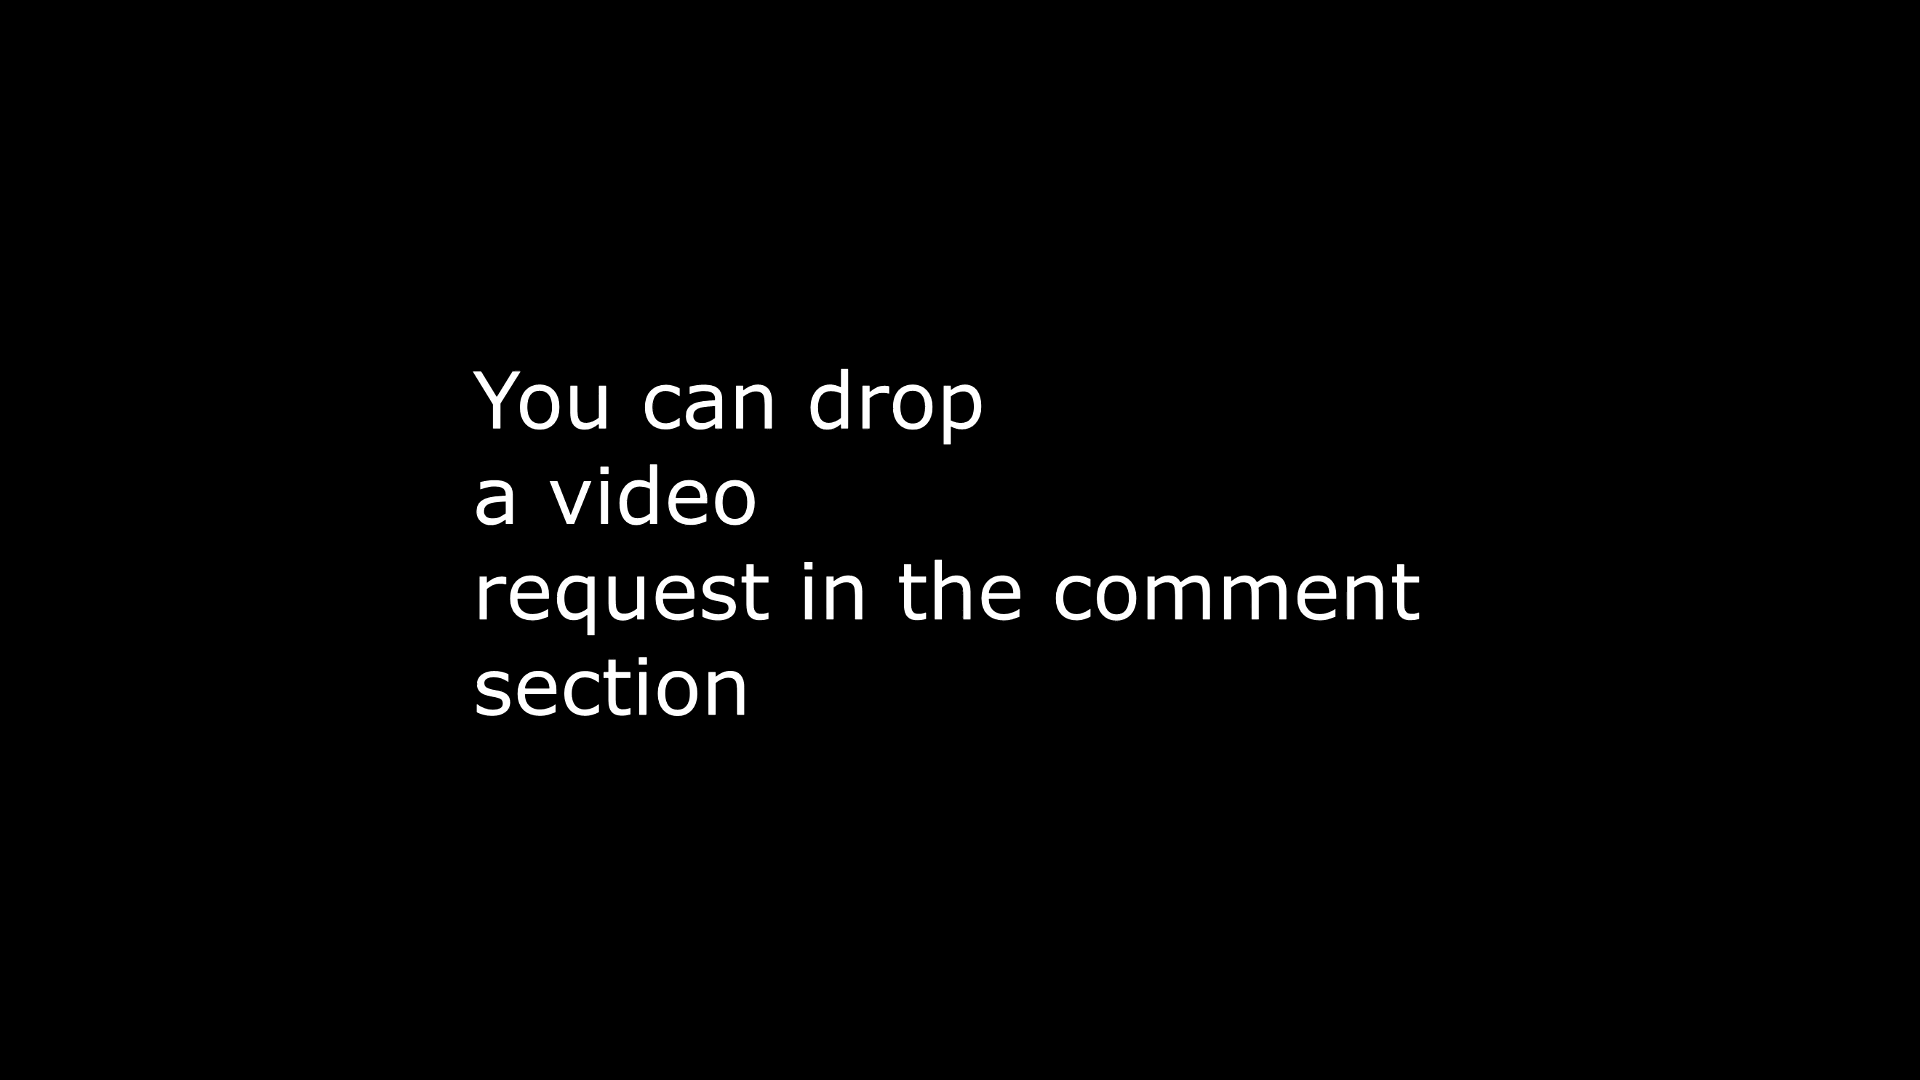 You can drop
a video
request in the comment
section